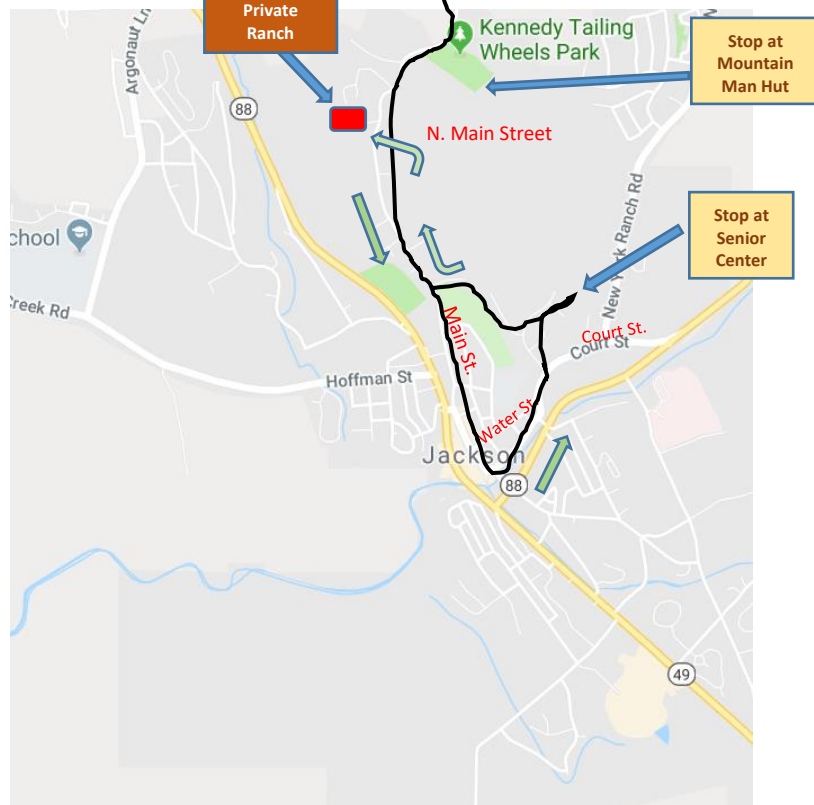 Private
Ranch
Kennedy Tailing
Wheels Park
Stop at
Mountain
Man Hut
Argonaut Ln
88
N. Main Street
New York Ranch Rd
Stop at
Senior
Center
chool
Creek Rd
Main St.
Court St.
Court St
Hoffman St
Water St
Jackson
88
49